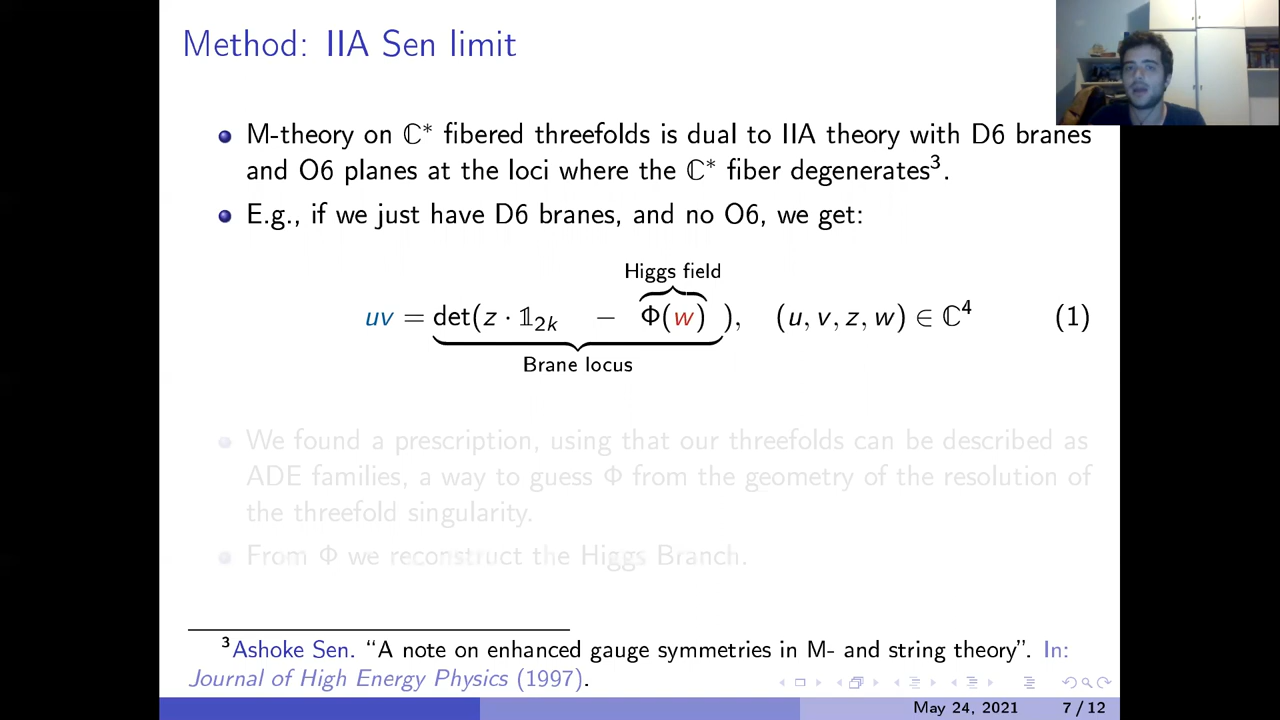 Method: IIA Sen limit
M-theory on ℂ* fibered threefolds is dual to IIA theory with D6 branes
and O6 planes at the loci where the ℂ* fiber degenerates³.
E.g., if we just have D6 branes, and no O6, we get:
Higgs field
uv = det(z · 𝟙₂ₖ − Φ(w) ), (u, v, z, w) ∈ ℂ⁴ (1)
Brane locus
We found a prescription, using that our threefolds can be described as
ADE families, a way to guess Φ from the geometry of the resolution of
the threefold singularity.
From Φ we reconstruct the Higgs Branch.
³Ashoke Sen. “A note on enhanced gauge symmetries in M- and string theory”. In:
Journal of High Energy Physics (1997).
May 24, 2021 7 / 12